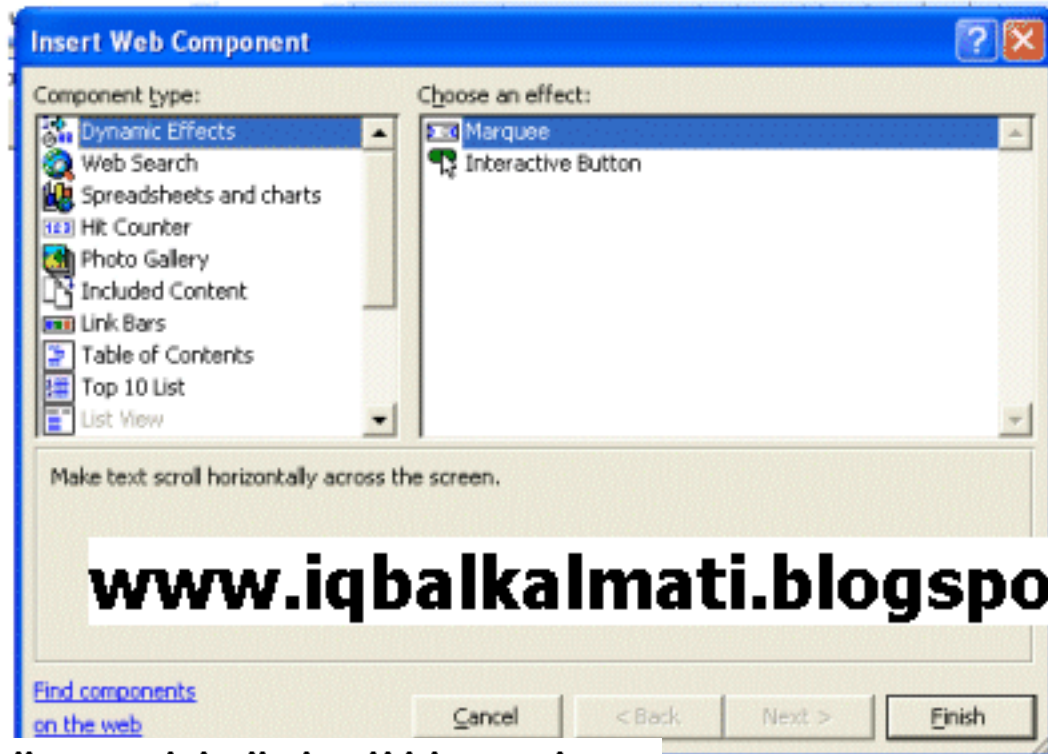 Insert Web Component
Component type:
Choose an effect:
Dynamic Effects
Web Search
Spreadsheets and charts
Hit Counter
Photo Gallery
Included Content
Link Bars
Table of Contents
Top 10 List
List View
Marquee
Interactive Button
Make text scroll horizontally across the screen.
www.iqbalkalmati.blogspo
Find components
on the web
Cancel
< Back
Next >
Finish